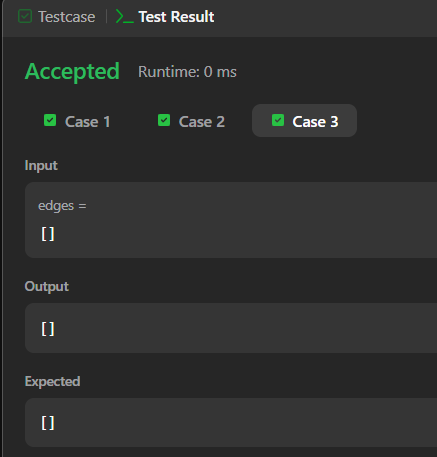 Testcase | >_ Test Result
Accepted Runtime: 0 ms
Case 1 Case 2 Case 3
Input
edges =
[]
Output
[]
Expected
[]